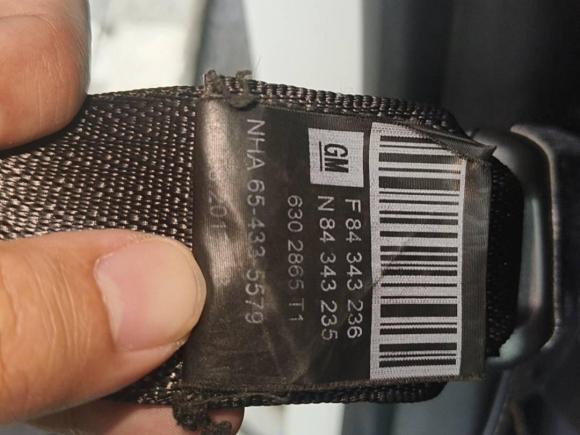 GM
F 84 343 236
N 84 343 235
630 2865 T1
NHA 65-433 5579